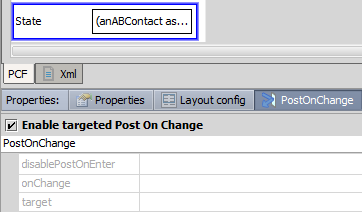 State (anABContact as...
PCF Xml
Properties: Properties Layout config PostOnChange
Enable targeted Post On Change
PostOnChange
disablePostOnEnter
onChange
target